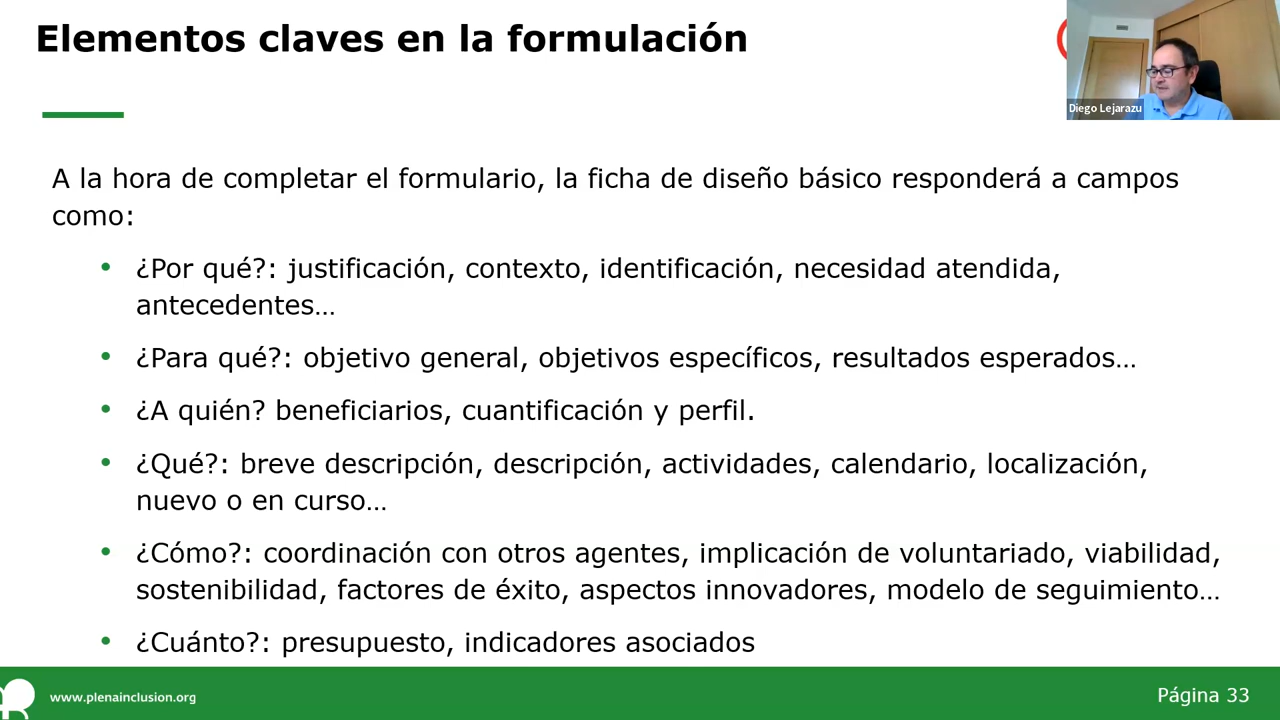 Elementos claves en la formulación
Diego Lejarazu
A la hora de completar el formulario, la ficha de diseño básico responderá a campos
como:
• ¿Por qué?: justificación, contexto, identificación, necesidad atendida,
antecedentes…
• ¿Para qué?: objetivo general, objetivos específicos, resultados esperados…
• ¿A quién? beneficiarios, cuantificación y perfil.
• ¿Qué?: breve descripción, descripción, actividades, calendario, localización,
nuevo o en curso…
• ¿Cómo?: coordinación con otros agentes, implicación de voluntariado, viabilidad,
sostenibilidad, factores de éxito, aspectos innovadores, modelo de seguimiento…
• ¿Cuánto?: presupuesto, indicadores asociados
www.plenainclusion.org
Página 33